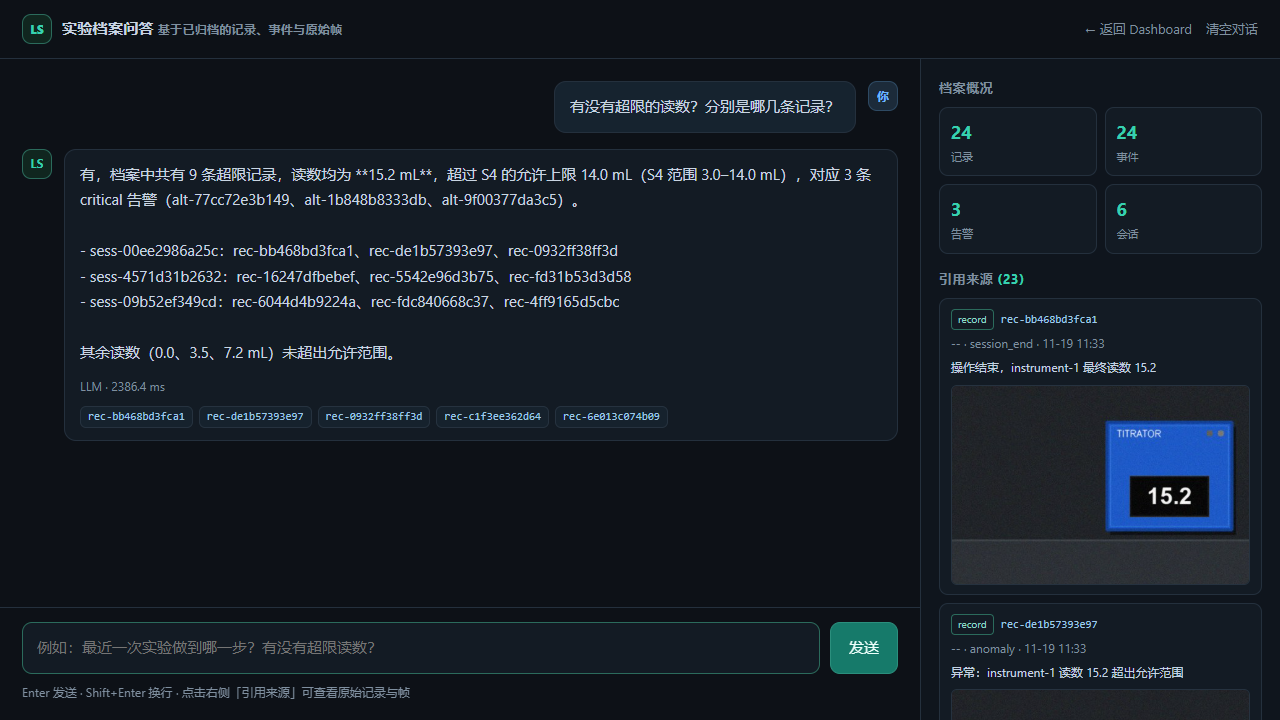 LS 实验档案问答 基于已归档的记录、事件与原始帧
← 返回 Dashboard 清空对话
有没有超限的读数？分别是哪几条记录？
你
LS
有，档案中共有 9 条超限记录，读数均为 **15.2 mL**，超过 S4 的允许上限 14.0 mL（S4 范围 3.0–14.0 mL），对应 3 条
critical 告警（alt-77cc72e3b149、alt-1b848b8333db、alt-9f00377da3c5）。
- sess-00ee2986a25c：rec-bb468bd3fca1、rec-de1b57393e97、rec-0932ff38ff3d
- sess-4571d31b2632：rec-16247dfbebef、rec-5542e96d3b75、rec-fd31b53d3d58
- sess-09b52ef349cd：rec-6044d4b9224a、rec-fdc840668c37、rec-4ff9165d5cbc
其余读数（0.0、3.5、7.2 mL）未超出允许范围。
LLM · 2386.4 ms
rec-bb468bd3fca1 rec-de1b57393e97 rec-0932ff38ff3d rec-c1f3ee362d64 rec-6e013c074b09
例如：最近一次实验做到哪一步？有没有超限读数？
发送
Enter 发送 · Shift+Enter 换行 · 点击右侧「引用来源」可查看原始记录与帧
档案概况
24
记录
24
事件
3
告警
6
会话
引用来源 (23)
record rec-bb468bd3fca1
-- · session_end · 11-19 11:33
操作结束，instrument-1 最终读数 15.2
TITRATOR
15.2
record rec-de1b57393e97
-- · anomaly · 11-19 11:33
异常：instrument-1 读数 15.2 超出允许范围